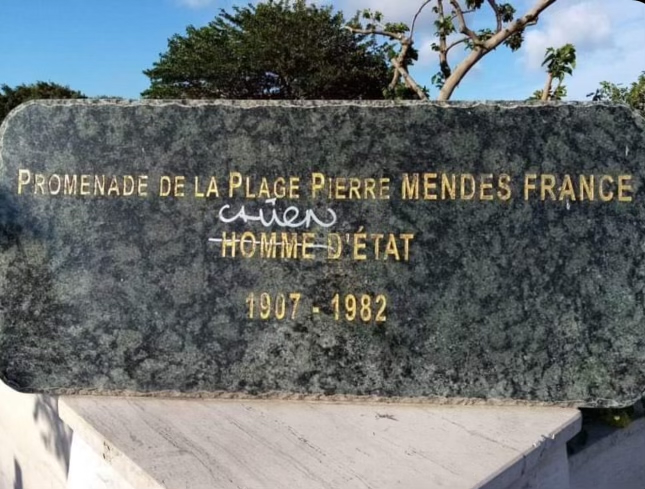 PROMENADE DE LA PLAGE PIERRE MENDES FRANCE
CHIEN
HOMME D'ÉTAT
1907 - 1982